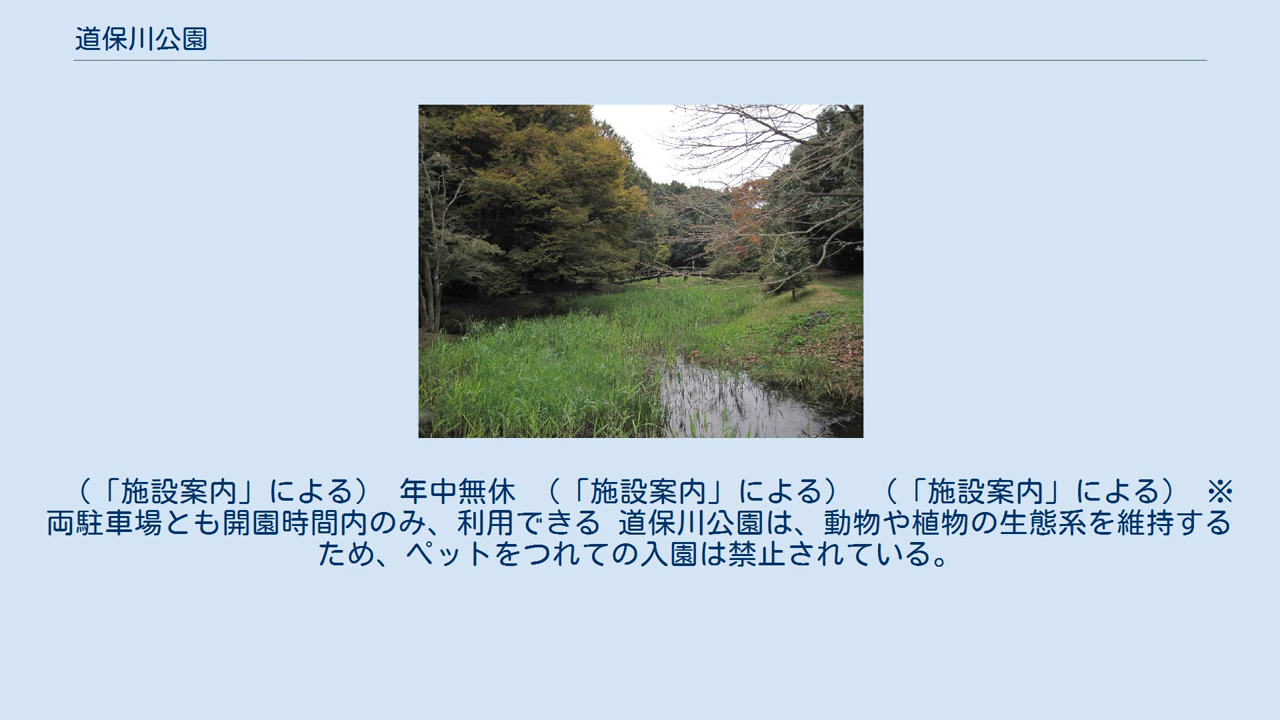 道保川公園
（「施設案内」による） 年中無休 （「施設案内」による） （「施設案内」による） ※
両駐車場とも開園時間内のみ、利用できる 道保川公園は、動物や植物の生態系を維持する
ため、ペットをつれての入園は禁止されている。